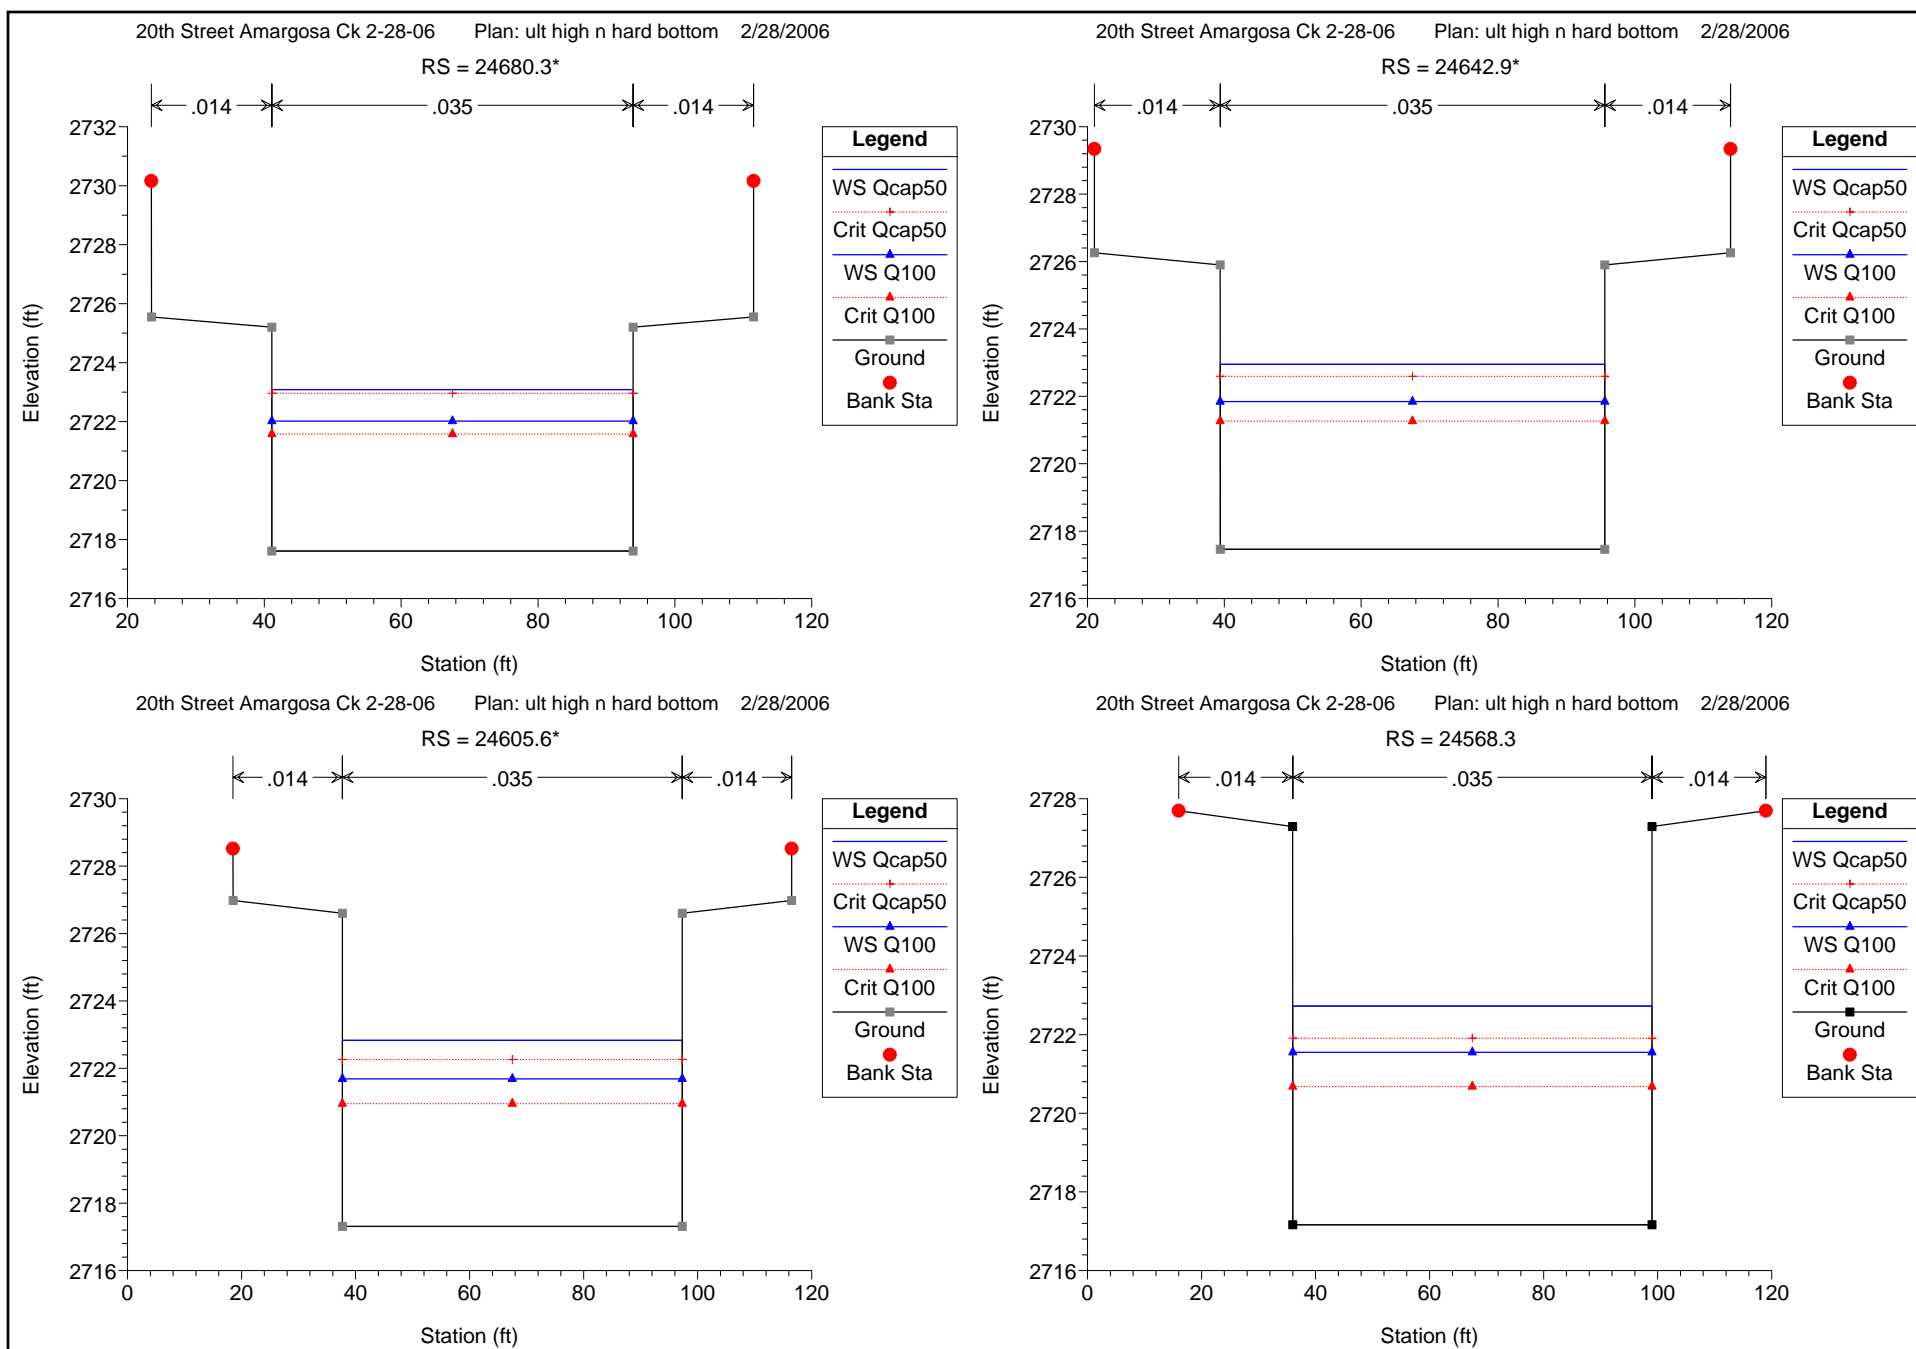 20th Street Amargosa Ck 2-28-06 Plan: ult high n hard bottom 2/28/2006
RS = 24680.3*
.014 .035 .014
2732
2730
2728
2726
2724
2722
2720
2718
2716
20 40 60 80 100 120
Elevation (ft)
Station (ft)
Legend
WS Qcap50
Crit Qcap50
WS Q100
Crit Q100
Ground
Bank Sta
20th Street Amargosa Ck 2-28-06 Plan: ult high n hard bottom 2/28/2006
RS = 24642.9*
.014 .035 .014
2730
2728
2726
2724
2722
2720
2718
2716
20 40 60 80 100 120
Elevation (ft)
Station (ft)
Legend
WS Qcap50
Crit Qcap50
WS Q100
Crit Q100
Ground
Bank Sta
20th Street Amargosa Ck 2-28-06 Plan: ult high n hard bottom 2/28/2006
RS = 24605.6*
.014 .035 .014
2730
2728
2726
2724
2722
2720
2718
2716
0 20 40 60 80 100 120
Elevation (ft)
Station (ft)
Legend
WS Qcap50
Crit Qcap50
WS Q100
Crit Q100
Ground
Bank Sta
20th Street Amargosa Ck 2-28-06 Plan: ult high n hard bottom 2/28/2006
RS = 24568.3
.014 .035 .014
2728
2726
2724
2722
2720
2718
2716
0 20 40 60 80 100 120
Elevation (ft)
Station (ft)
Legend
WS Qcap50
Crit Qcap50
WS Q100
Crit Q100
Ground
Bank Sta